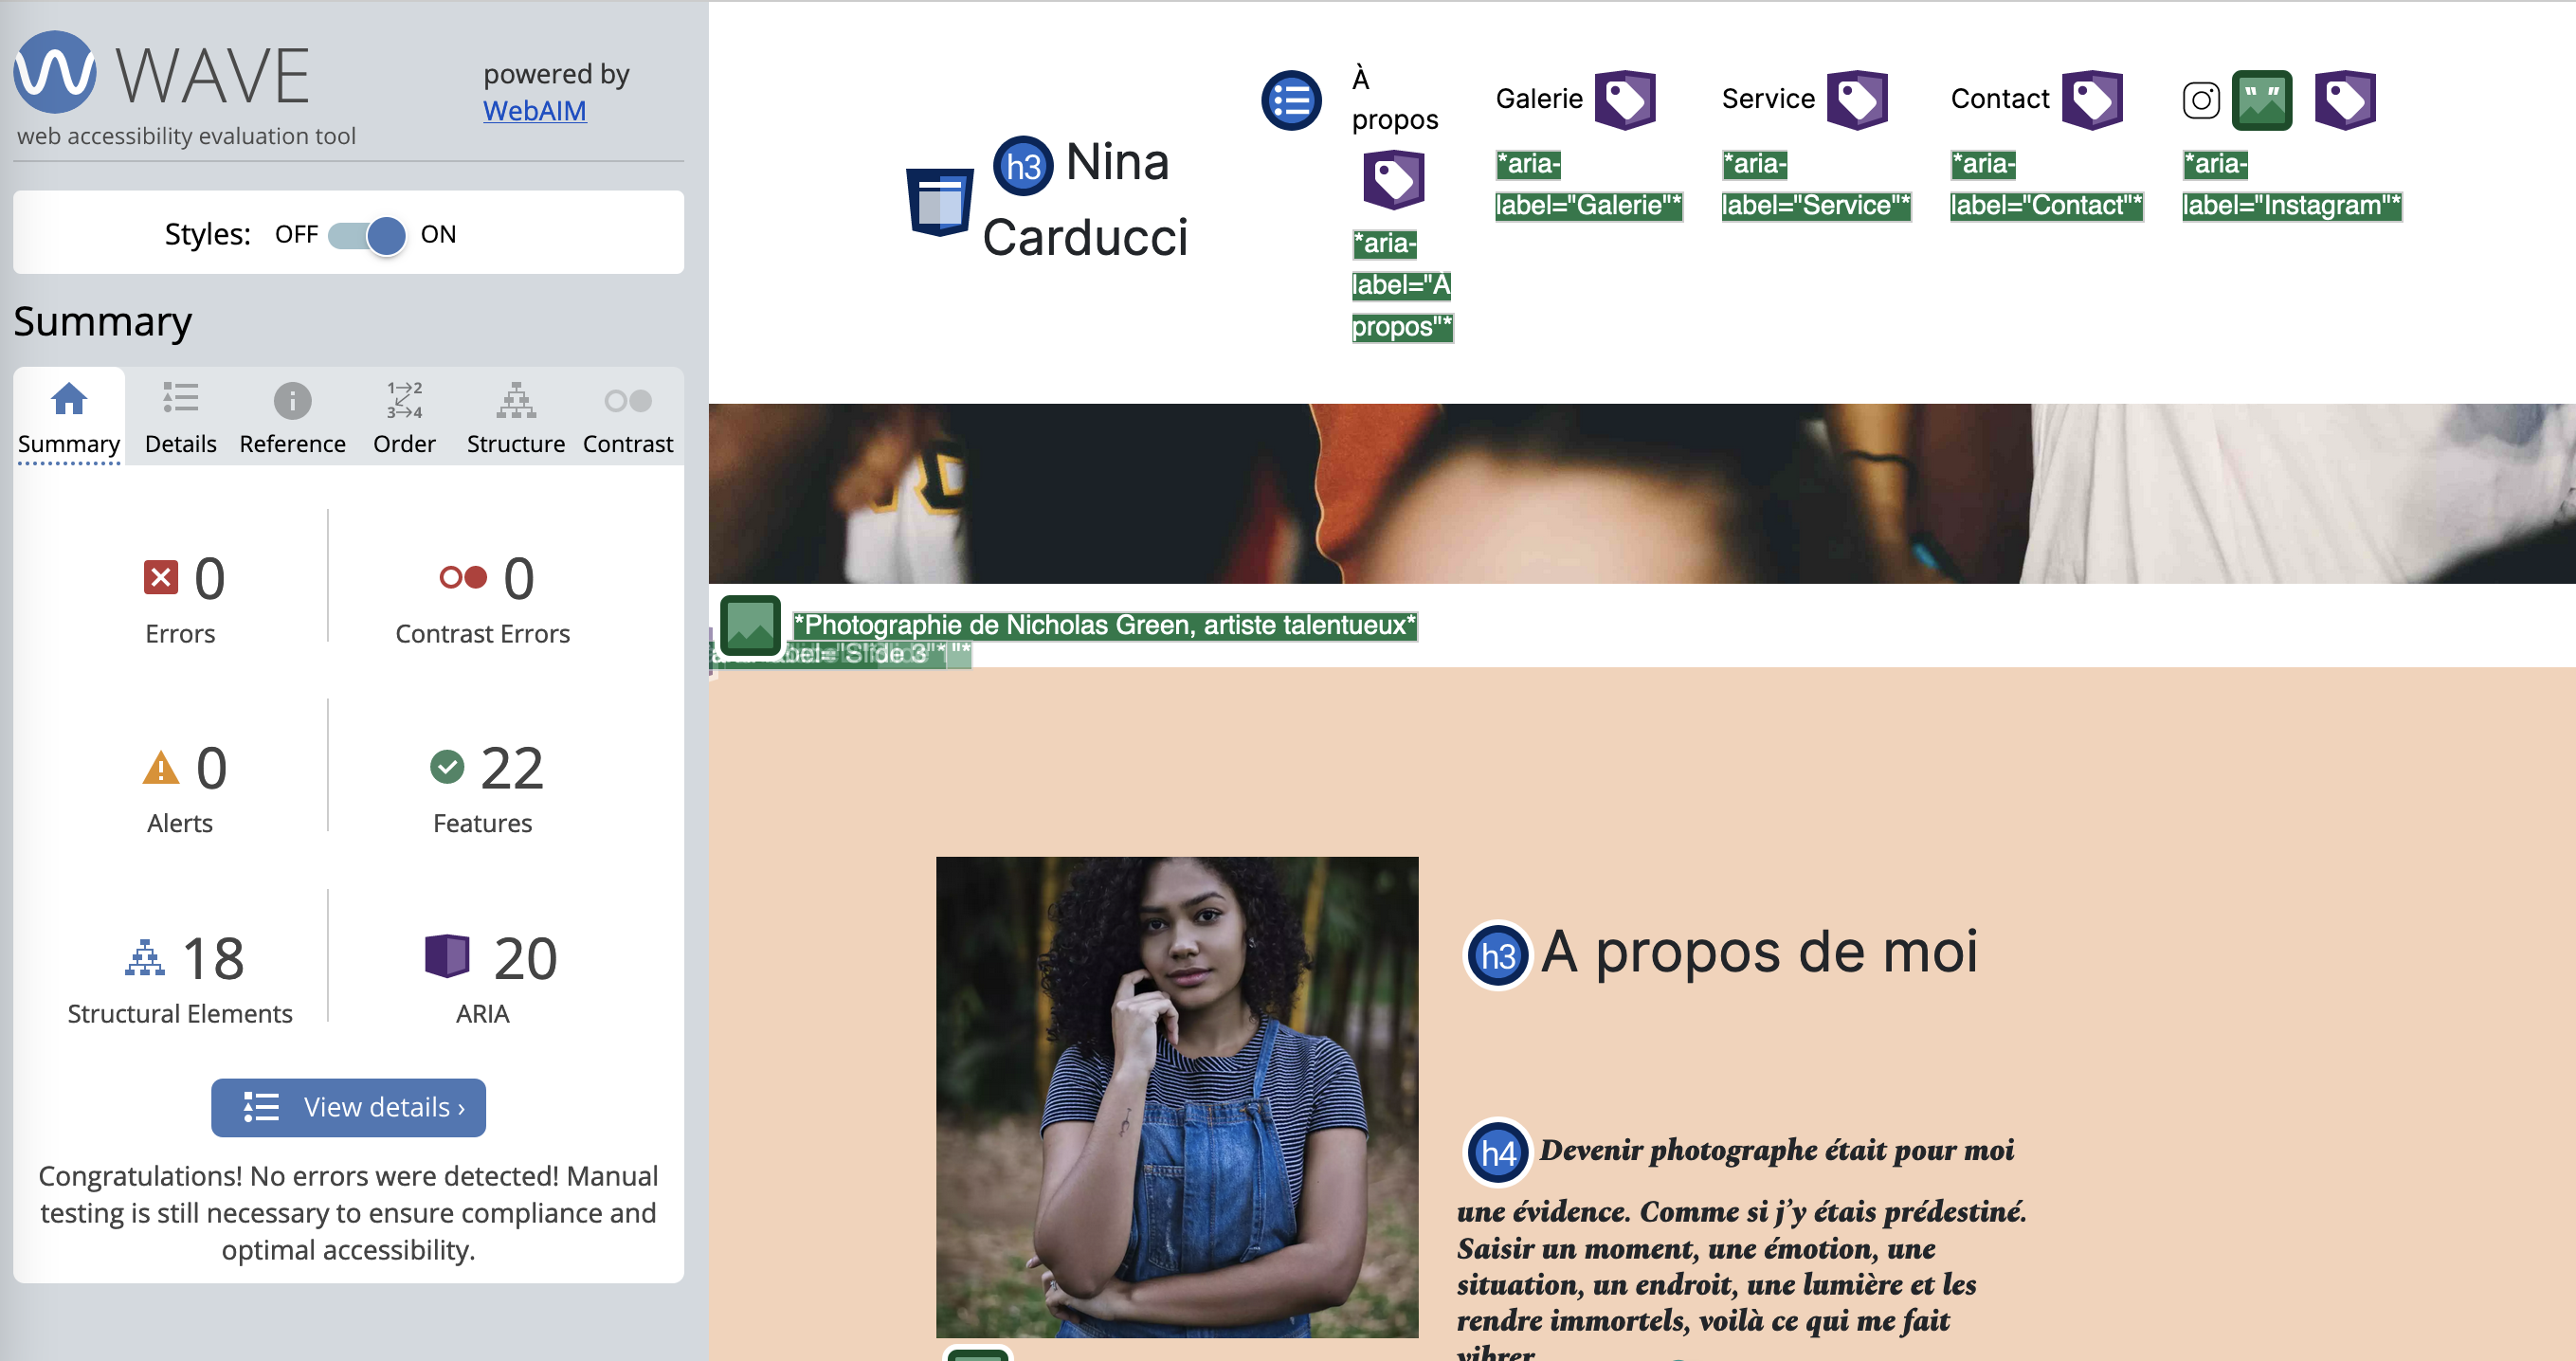 WAVE
powered by
WebAIM
web accessibility evaluation tool
Styles: OFF ON
Summary
1→2
3→4
Summary Details Reference Order Structure Contrast
0
Errors
0
Contrast Errors
0
Alerts
22
Features
18
Structural Elements
20
ARIA
View details ›
Congratulations! No errors were detected! Manual
testing is still necessary to ensure compliance and
optimal accessibility.
h3 Nina
Carducci
À
propos
*aria-
label="À
propos"*
Galerie
*aria-
label="Galerie"*
Service
*aria-
label="Service"*
Contact
*aria-
label="Contact"*
*aria-
label="Instagram"*
*Photographie de Nicholas Green, artiste talentueux*
h3 A propos de moi
h4 Devenir photographe était pour moi
une évidence. Comme si j’y étais prédestiné.
Saisir un moment, une émotion, une
situation, un endroit, une lumière et les
rendre immortels, voilà ce qui me fait
vibrer